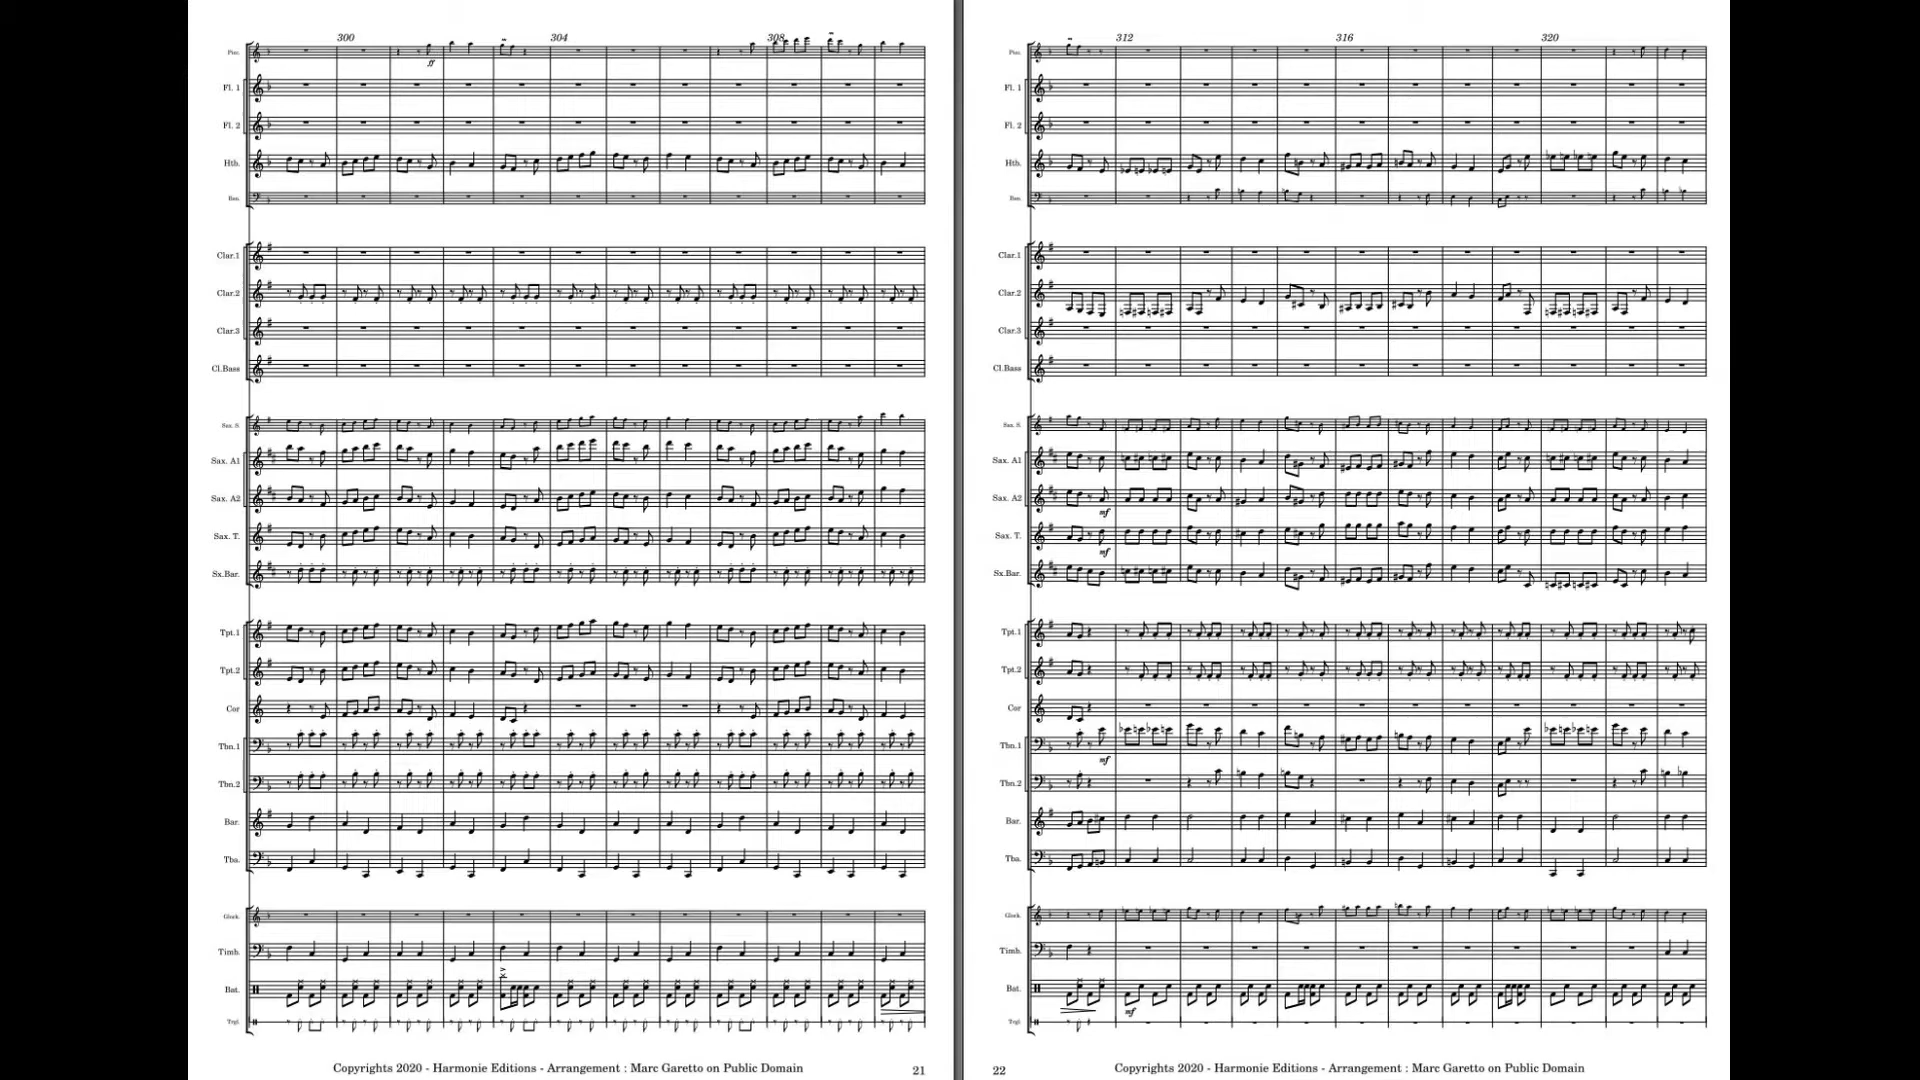 300 304 308
Picc.
ff
Fl. 1
Fl. 2
Htb.
Bsn.
Clar.1
Clar.2
Clar.3
Cl.Bass
Sax. S.
Sax. A1
Sax. A2
Sax. T.
Sx.Bar.
Tpt.1
Tpt.2
Cor
Tbn.1
Tbn.2
Bar.
Tba.
Glock.
Timb.
Bat.
Trgl.
Copyrights 2020 - Harmonie Editions - Arrangement : Marc Garetto on Public Domain
21
312 316 320
Picc.
Fl. 1
Fl. 2
Htb.
Bsn.
Clar.1
Clar.2
Clar.3
Cl.Bass
Sax. S.
Sax. A1
Sax. A2
mf
Sax. T.
mf
Sx.Bar.
Tpt.1
Tpt.2
Cor
Tbn.1
mf
Tbn.2
Bar.
Tba.
Glock.
Timb.
Bat.
mf
Trgl.
22
Copyrights 2020 - Harmonie Editions - Arrangement : Marc Garetto on Public Domain